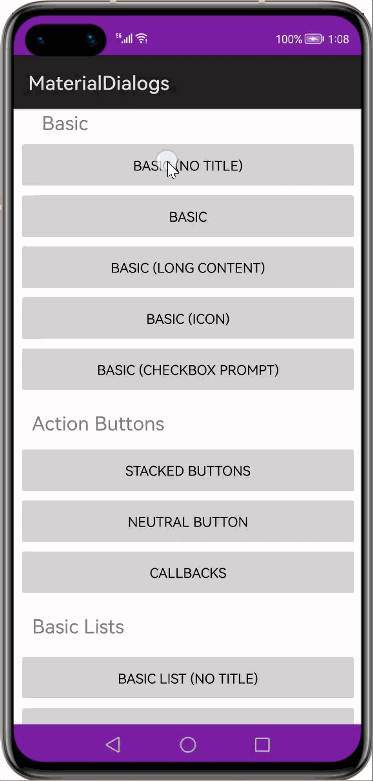 5G 100% 1:08
MaterialDialogs
Basic
BASIC (NO TITLE)
BASIC
BASIC (LONG CONTENT)
BASIC (ICON)
BASIC (CHECKBOX PROMPT)
Action Buttons
STACKED BUTTONS
NEUTRAL BUTTON
CALLBACKS
Basic Lists
BASIC LIST (NO TITLE)